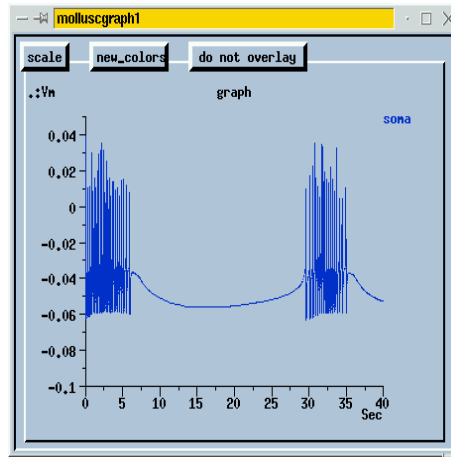 molluscgraph1
scale new_colors do not overlay
.:Vm graph
soma
0.04
0.02
0
-0.02
-0.04
-0.06
-0.08
-0.1
0 5 10 15 20 25 30 35 40
Sec